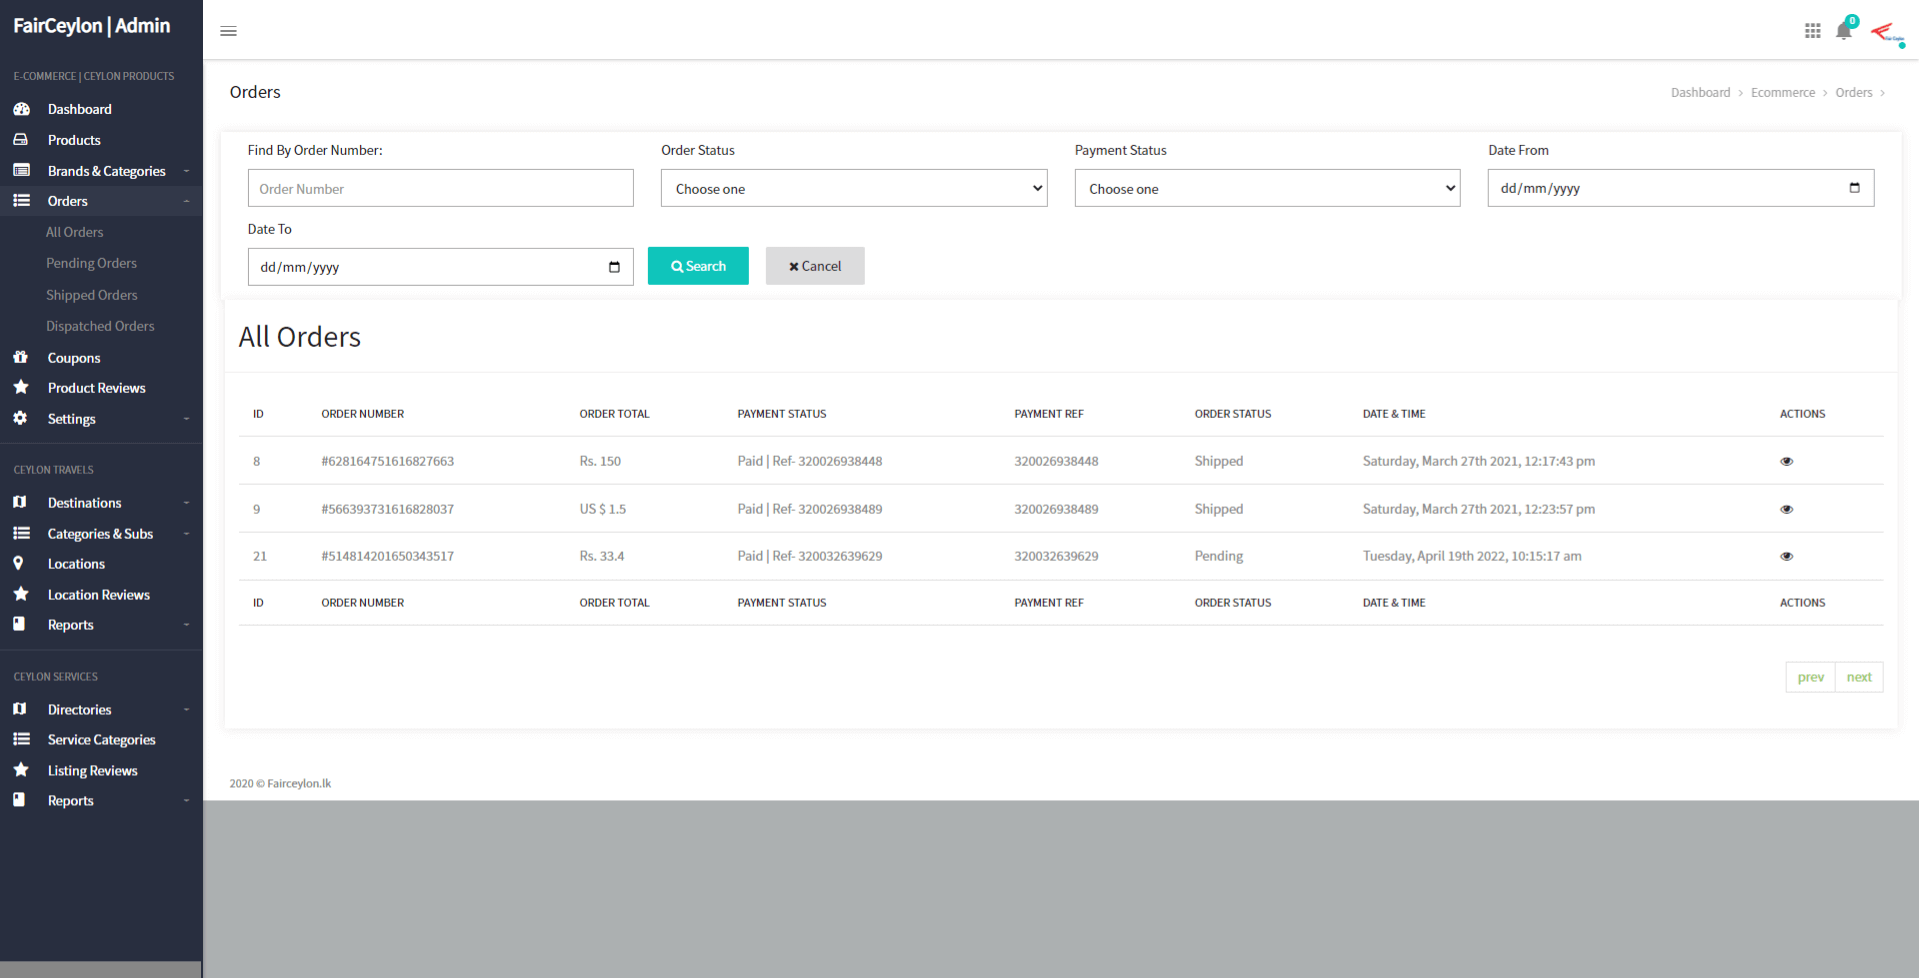 FairCeylon | Admin
0
E-COMMERCE | CEYLON PRODUCTS
Dashboard
Products
Brands & Categories
Orders
All Orders
Pending Orders
Shipped Orders
Dispatched Orders
Coupons
Product Reviews
Settings
CEYLON TRAVELS
Destinations
Categories & Subs
Locations
Location Reviews
Reports
CEYLON SERVICES
Directories
Service Categories
Listing Reviews
Reports
Orders
Dashboard > Ecommerce > Orders >
Find By Order Number: Order Status Payment Status Date From
Order Number Choose one Choose one dd/mm/yyyy
Date To
dd/mm/yyyy Search Cancel
All Orders
ID ORDER NUMBER ORDER TOTAL PAYMENT STATUS PAYMENT REF ORDER STATUS DATE & TIME ACTIONS
8 #628164751616827663 Rs. 150 Paid | Ref- 320026938448 320026938448 Shipped Saturday, March 27th 2021, 12:17:43 pm
9 #566393731616828037 US $ 1.5 Paid | Ref- 320026938489 320026938489 Shipped Saturday, March 27th 2021, 12:23:57 pm
21 #514814201650343517 Rs. 33.4 Paid | Ref- 320032639629 320032639629 Pending Tuesday, April 19th 2022, 10:15:17 am
ID ORDER NUMBER ORDER TOTAL PAYMENT STATUS PAYMENT REF ORDER STATUS DATE & TIME ACTIONS
prev next
2020 © Fairceylon.lk